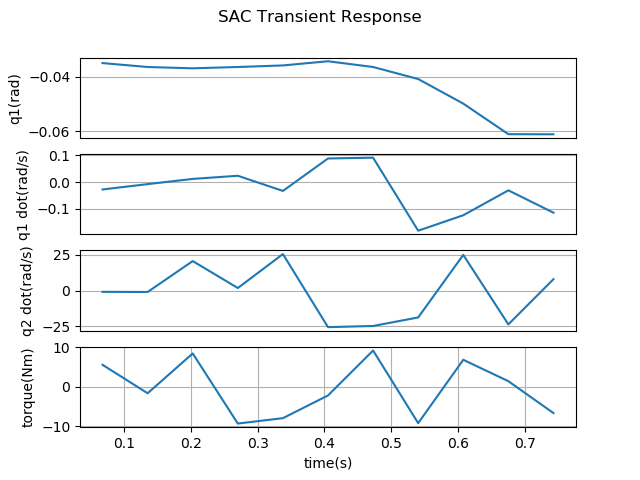 SAC Transient Response
q1(rad)
−0.04
−0.06
q1 dot(rad/s)
0.1
0.0
−0.1
q2 dot(rad/s)
25
0
−25
torque(Nm)
10
0
−10
0.1 0.2 0.3 0.4 0.5 0.6 0.7
time(s)